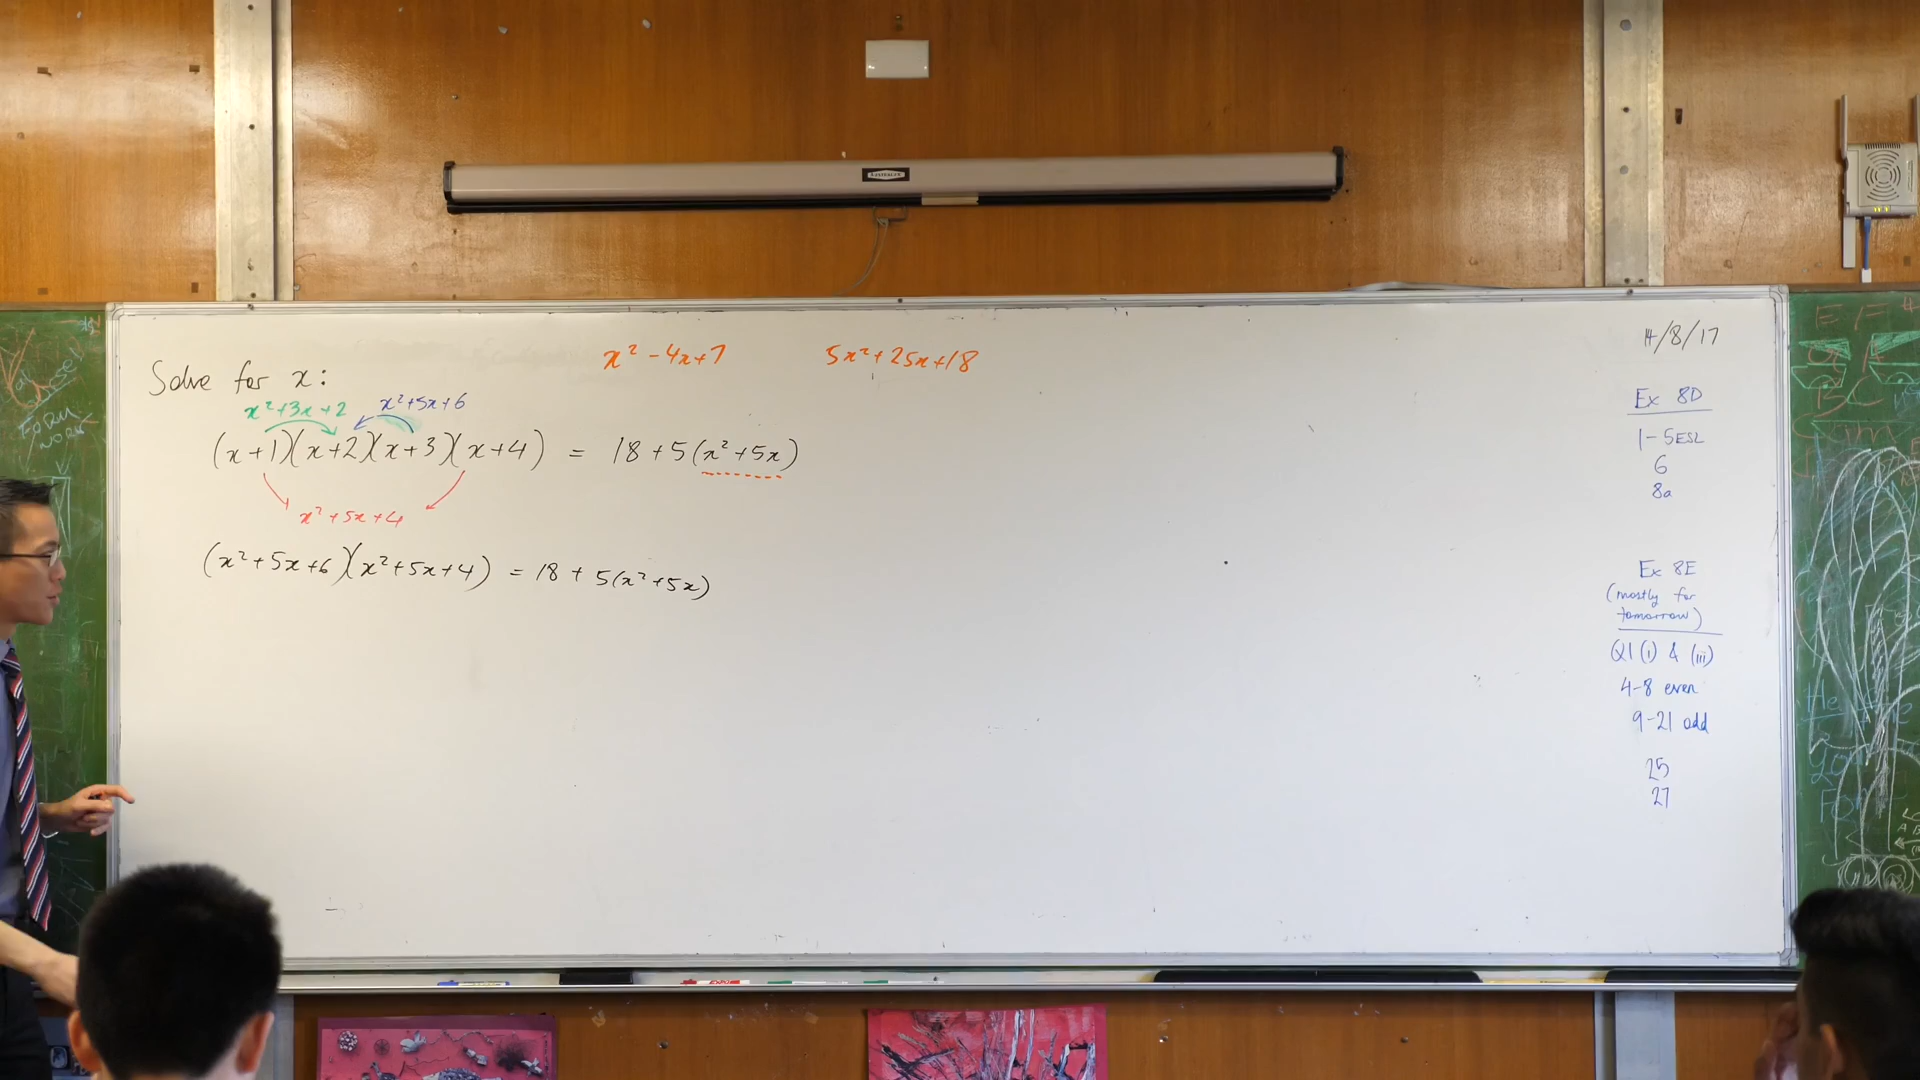 x² - 4x + 7
5x² + 25x + 18
Solve for x:
x² + 3x + 2
x² + 5x + 6
(x+1)(x+2)(x+3)(x+4) = 18 + 5(x² + 5x)
x² + 5x + 4
(x² + 5x + 6)(x² + 5x + 4) = 18 + 5(x² + 5x)
14/8/17
Ex 8D
1-5ESL
6
8a
Ex 8E
(mostly for
tomorrow)
Q1 (i) & (iii)
4-8 even
9-21 odd
25
27
FORM
WORK